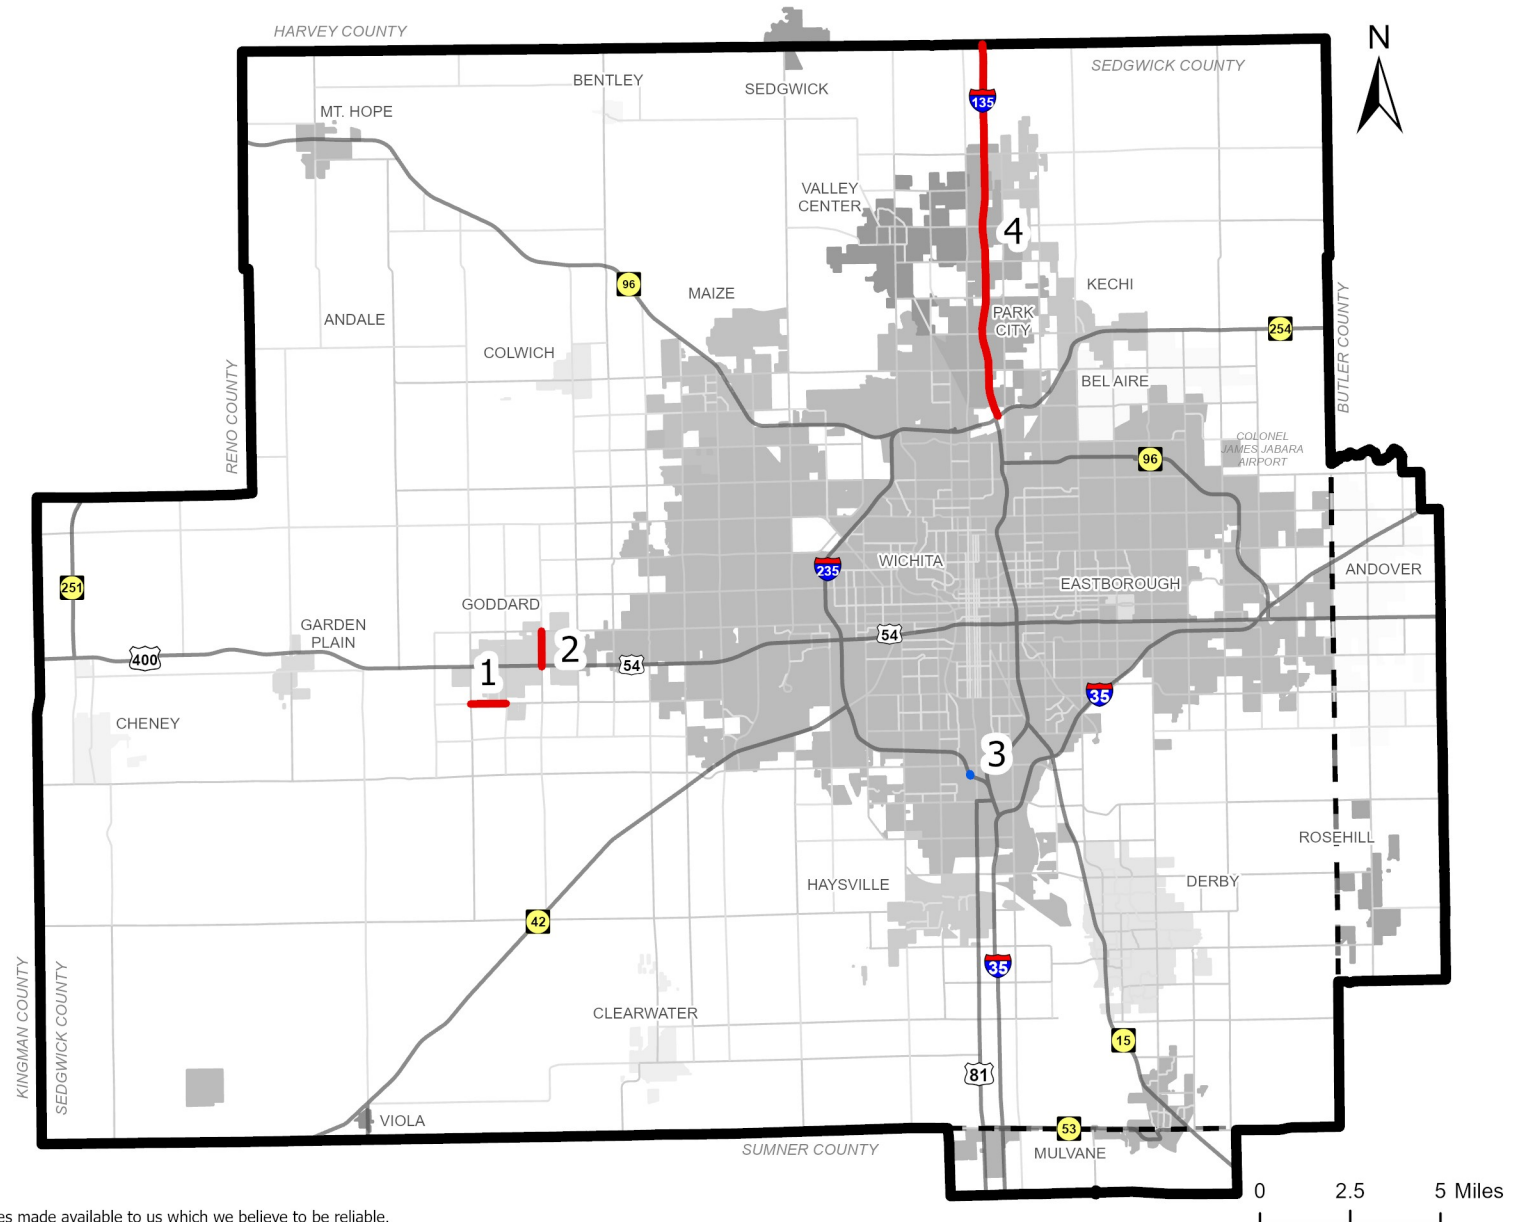 HARVEY COUNTY
N
SEDGWICK COUNTY
BENTLEY
SEDGWICK
135
MT. HOPE
VALLEY
CENTER
4
96
MAIZE
KECHI
PARK
CITY
ANDALE
254
COLWICH
BEL AIRE
RENO COUNTY
BUTLER COUNTY
COLONEL
JAMES JABARA
AIRPORT
96
WICHITA
235
ANDOVER
251
EASTBOROUGH
GODDARD
GARDEN
PLAIN
54
2
400
54
1
35
CHENEY
3
ROSEHILL
HAYSVILLE
DERBY
42
35
KINGMAN COUNTY
SEDGWICK COUNTY
CLEARWATER
15
81
VIOLA
53
SUMNER COUNTY
MULVANE
0 2.5 5 Miles
es made available to us which we believe to be reliable.